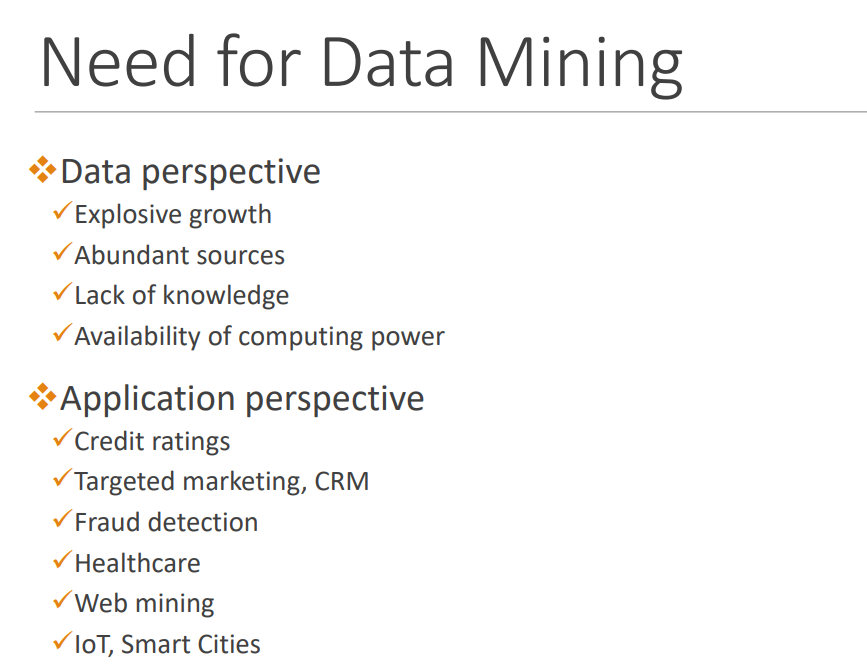 Need for Data Mining
Data perspective
Explosive growth
Abundant sources
Lack of knowledge
Availability of computing power
Application perspective
Credit ratings
Targeted marketing, CRM
Fraud detection
Healthcare
Web mining
IoT, Smart Cities